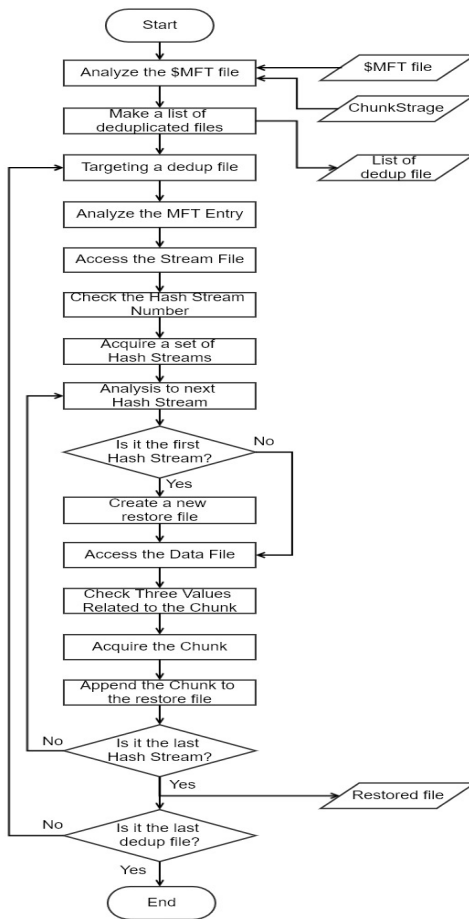 Start
Analyze the $MFT file
$MFT file
ChunkStrage
Make a list of
deduplicated files
List of
dedup file
Targeting a dedup file
Analyze the MFT Entry
Access the Stream File
Check the Hash Stream
Number
Acquire a set of
Hash Streams
Analysis to next
Hash Stream
Is it the first
Hash Stream?
No
Yes
Create a new
restore file
Access the Data File
Check Three Values
Related to the Chunk
Acquire the Chunk
Append the Chunk to
the restore file
Is it the last
Hash Stream?
No
Yes
Restored file
Is it the last
dedup file?
No
Yes
End